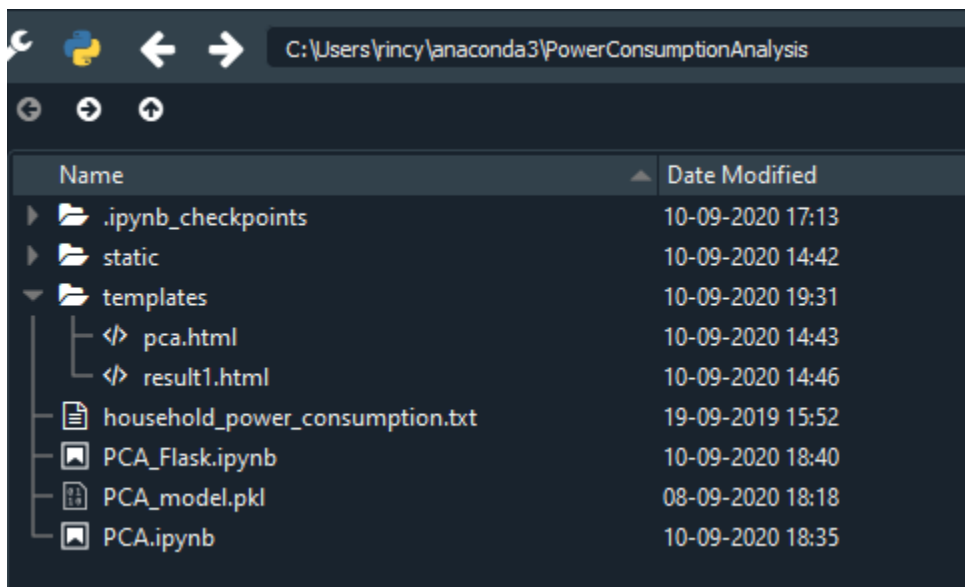 C:\Users\rincy\anaconda3\PowerConsumptionAnalysis
Name Date Modified
.ipynb_checkpoints 10-09-2020 17:13
static 10-09-2020 14:42
templates 10-09-2020 19:31
pca.html 10-09-2020 14:43
result1.html 10-09-2020 14:46
household_power_consumption.txt 19-09-2019 15:52
PCA_Flask.ipynb 10-09-2020 18:40
PCA_model.pkl 08-09-2020 18:18
PCA.ipynb 10-09-2020 18:35